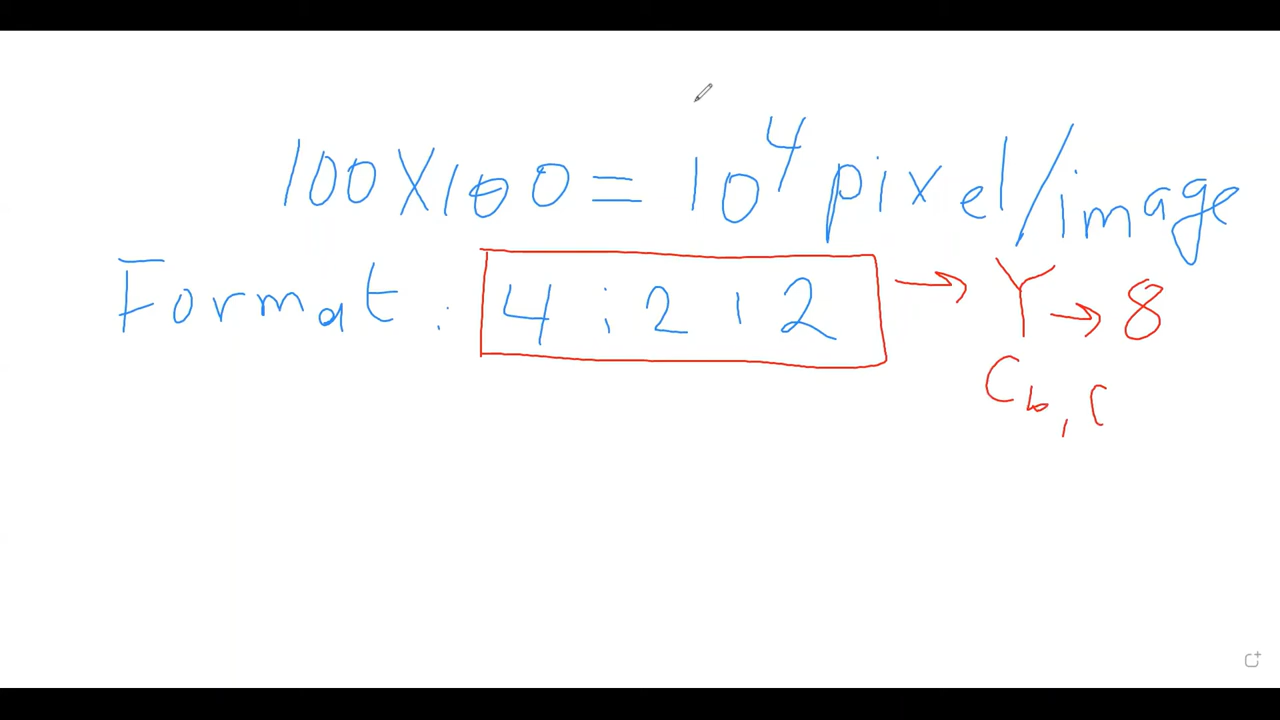 100X100 = 10⁴ pixel/image
Format : 4 : 2 : 2 → Y → 8
Cb, C